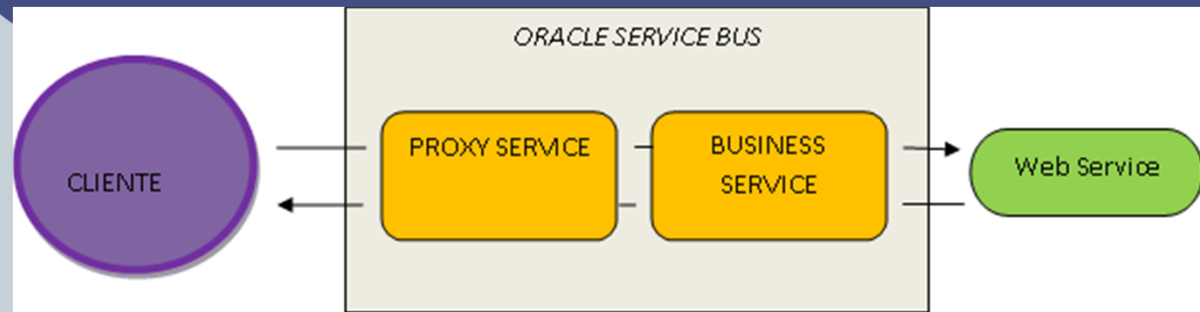 ORACLE SERVICE BUS
CLIENTE
PROXY SERVICE
BUSINESS
SERVICE
Web Service